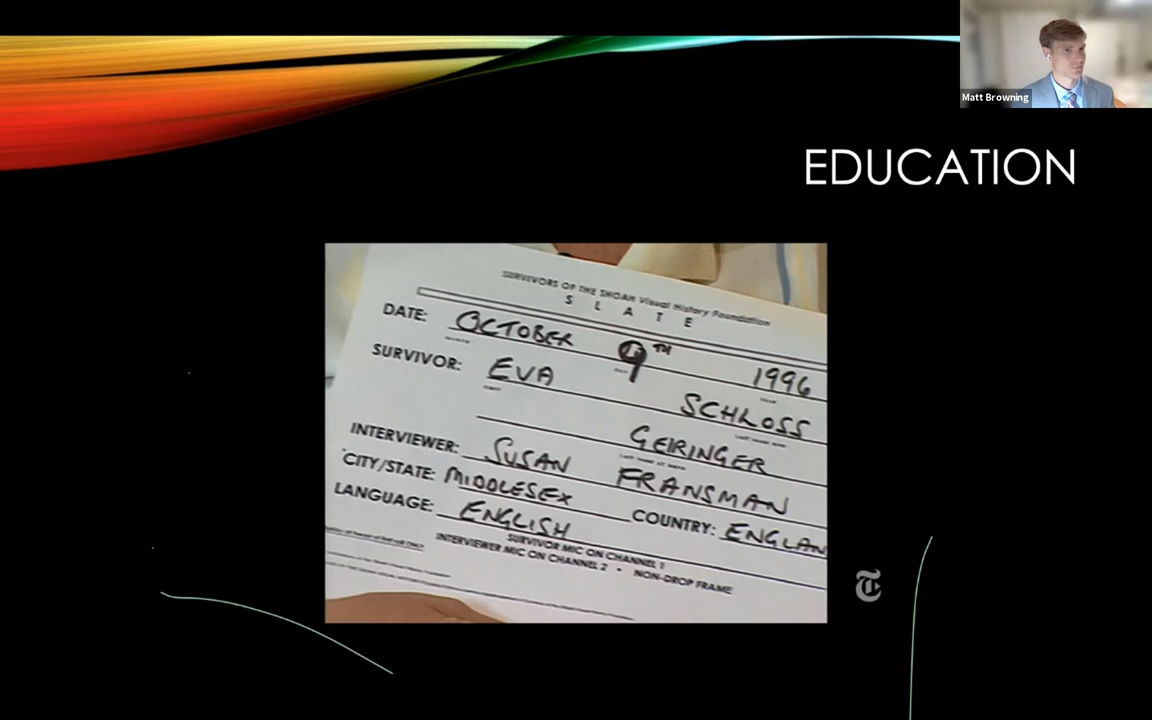 Matt Browning
EDUCATION
SURVIVORS OF THE SHOAH Visual History Foundation
S L A T E
DATE: OCTOBER 9TH 1996
SURVIVOR: EVA SCHLOSS
GEIRINGER
INTERVIEWER: SUSAN FRANSMAN
CITY/STATE: MIDDLESEX COUNTRY: ENGLAN
LANGUAGE: ENGLISH
SURVIVOR MIC ON CHANNEL 1
INTERVIEWER MIC ON CHANNEL 2 • NON-DROP FRAME
T